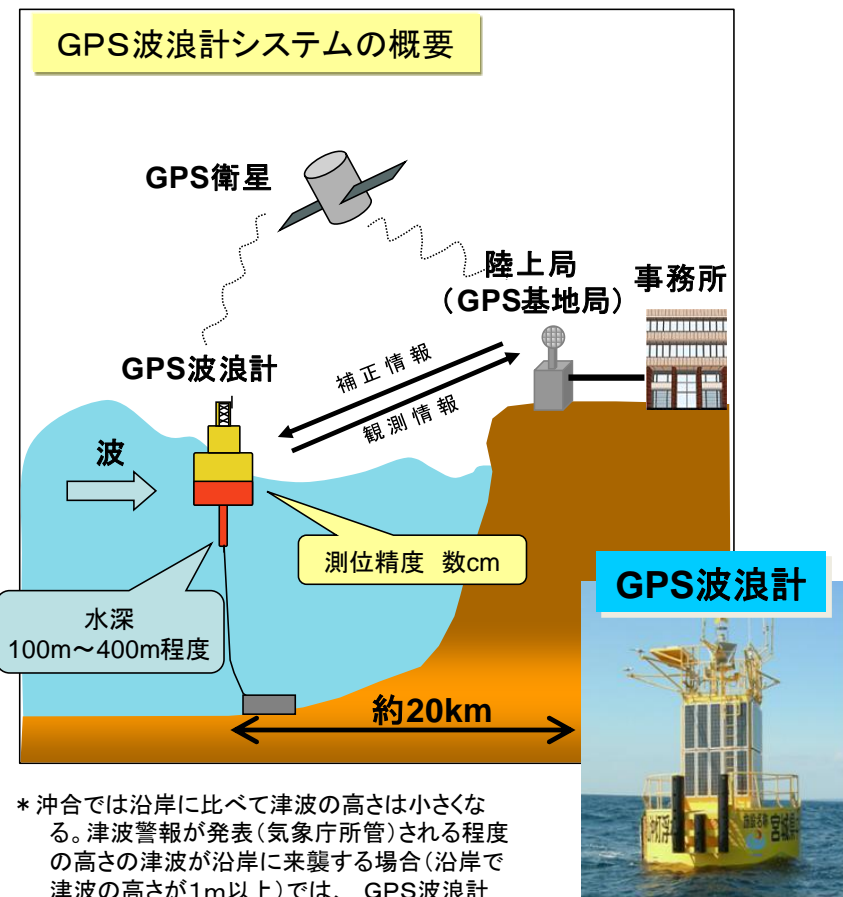 GPS波浪計システムの概要
GPS衛星
陸上局
（GPS基地局）
事務所
GPS波浪計
補正情報
観測情報
波
測位精度 数cm
水深
100m～400m程度
GPS波浪計
約20km
宮城県
＊沖合では沿岸に比べて津波の高さは小さくな
る。津波警報が発表（気象庁所管）される程度
の高さの津波が沿岸に来襲する場合（沿岸で
津波の高さが1m以上）では、 GPS波浪計